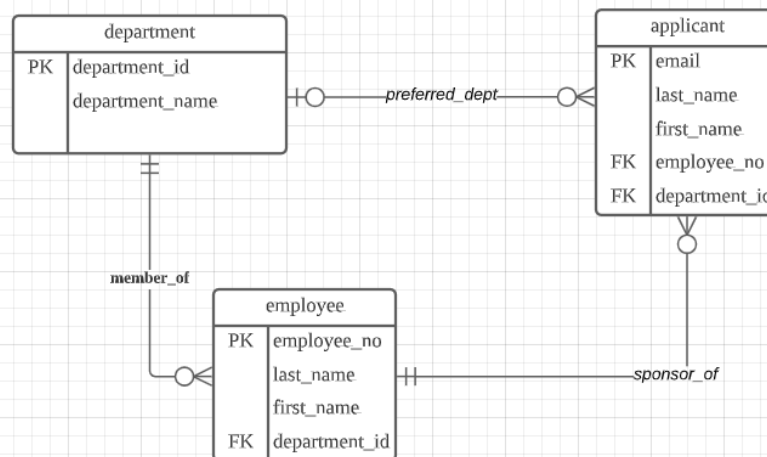 department
PK department_id
department_name
preferred_dept
applicant
PK email
last_name
first_name
FK employee_no
FK
member_of
employee
PK employee_no
last_name
first_name
FK department_id
sponsor_of